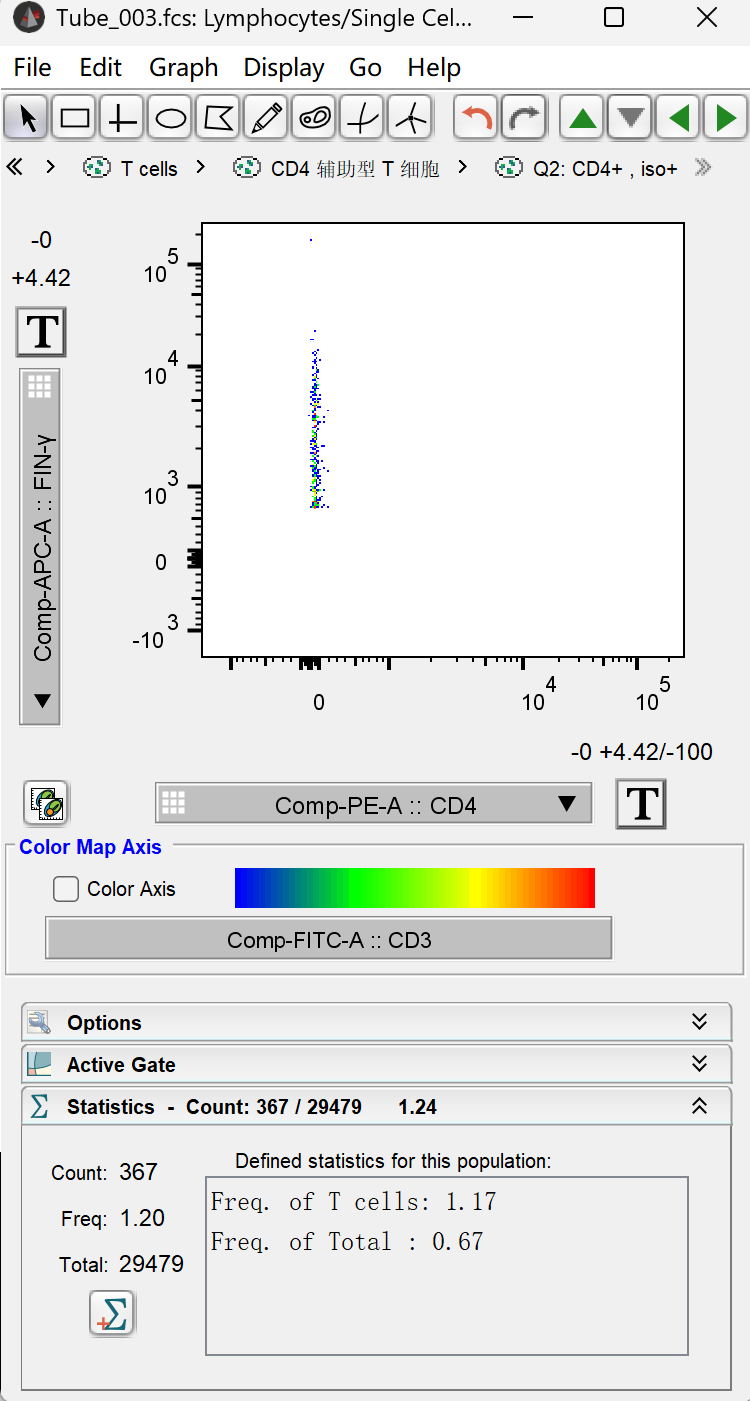 Tube_003.fcs: Lymphocytes/Single Cel...
File Edit Graph Display Go Help
T cells CD4 辅助型 T 细胞 Q2: CD4+ , iso+
-0
+4.42
T
Comp-APC-A :: FIN-γ
10^5
10^4
10^3
0
-10^3
0 10^4 10^5
-0 +4.42/-100
Comp-PE-A :: CD4
T
Color Map Axis
Color Axis
Comp-FITC-A :: CD3
Options
Active Gate
Σ Statistics - Count: 367 / 29479 1.24
Defined statistics for this population:
Count: 367
Freq: 1.20
Total: 29479
+Σ
Freq. of T cells: 1.17
Freq. of Total : 0.67